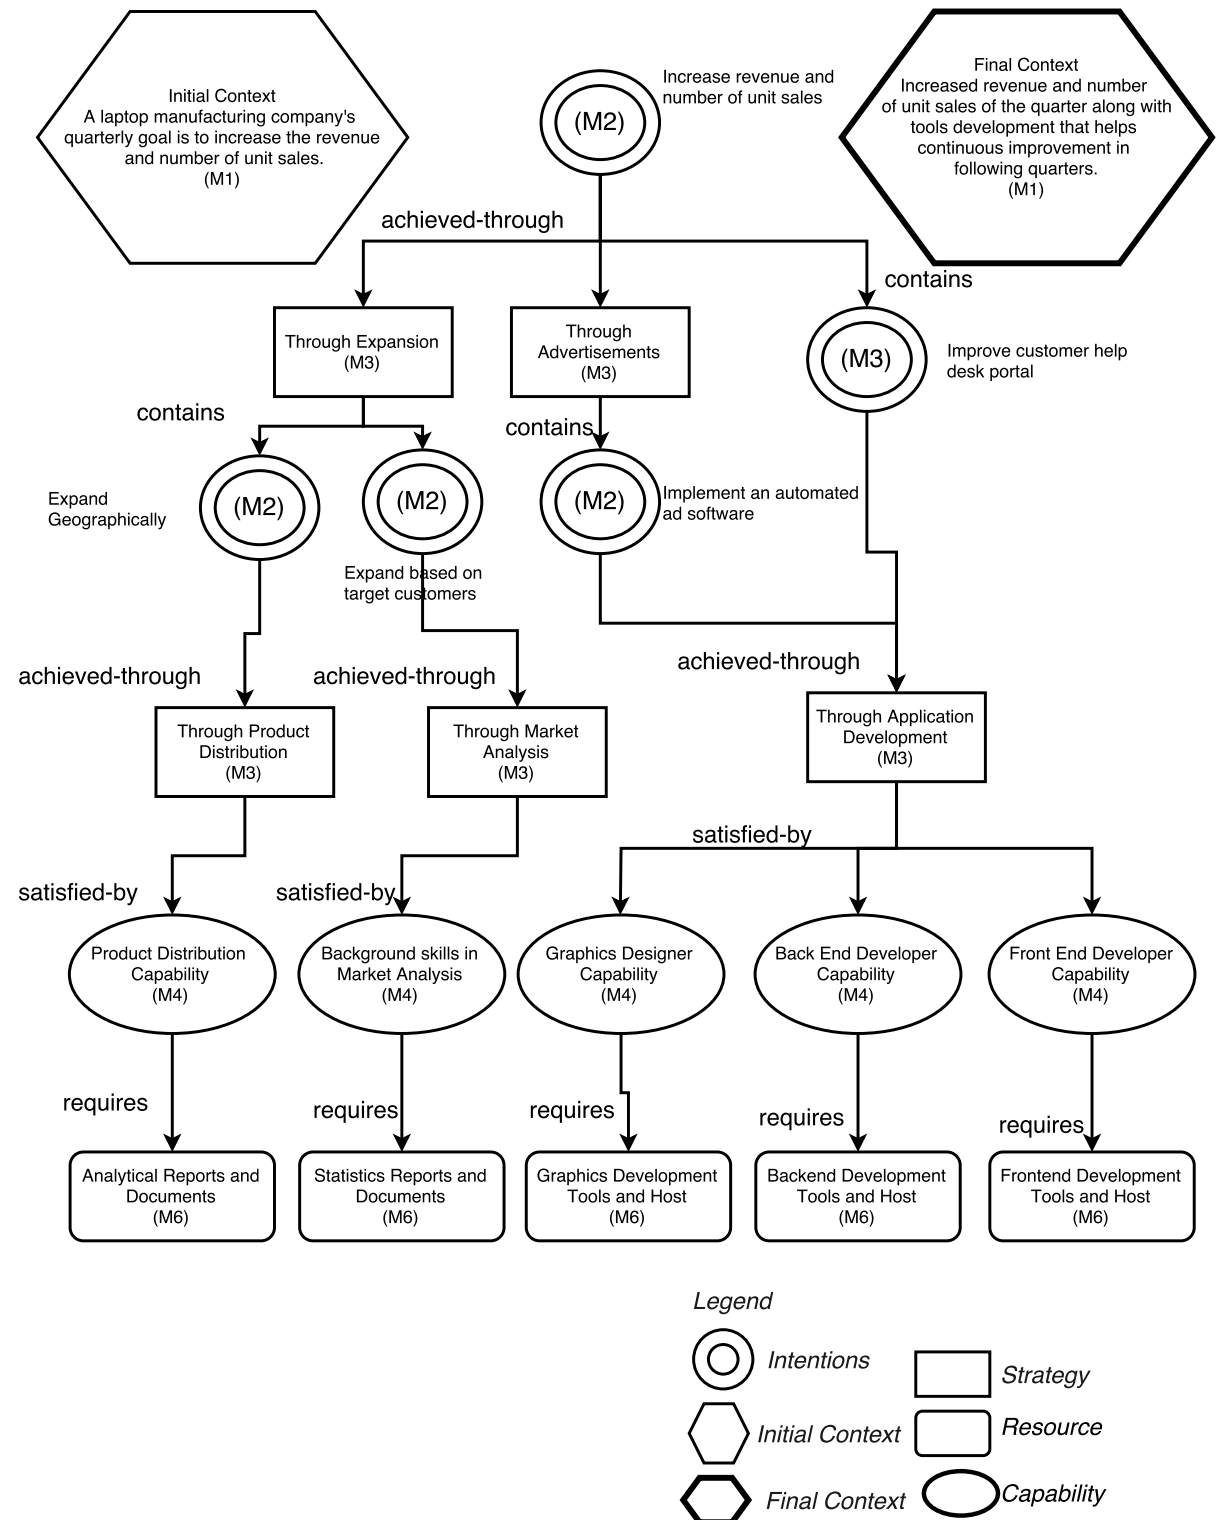 Initial Context
A laptop manufacturing company's
quarterly goal is to increase the revenue
and number of unit sales.
(M1)
(M2)
Increase revenue and
number of unit sales
Final Context
Increased revenue and number
of unit sales of the quarter along with
tools development that helps
continuous improvement in
following quarters.
(M1)
achieved-through
contains
Through Expansion
(M3)
Through
Advertisements
(M3)
(M3)
Improve customer help
desk portal
contains
contains
Expand
Geographically
(M2)
(M2)
(M2)
Implement an automated
ad software
Expand based on
target customers
achieved-through
achieved-through
achieved-through
Through Product
Distribution
(M3)
Through Market
Analysis
(M3)
Through Application
Development
(M3)
satisfied-by
satisfied-by
satisfied-by
Product Distribution
Capability
(M4)
Background skills in
Market Analysis
(M4)
Graphics Designer
Capability
(M4)
Back End Developer
Capability
(M4)
Front End Developer
Capability
(M4)
requires
requires
requires
requires
requires
Analytical Reports and
Documents
(M6)
Statistics Reports and
Documents
(M6)
Graphics Development
Tools and Host
(M6)
Backend Development
Tools and Host
(M6)
Frontend Development
Tools and Host
(M6)
Legend
Intentions
Strategy
Initial Context
Resource
Final Context
Capability